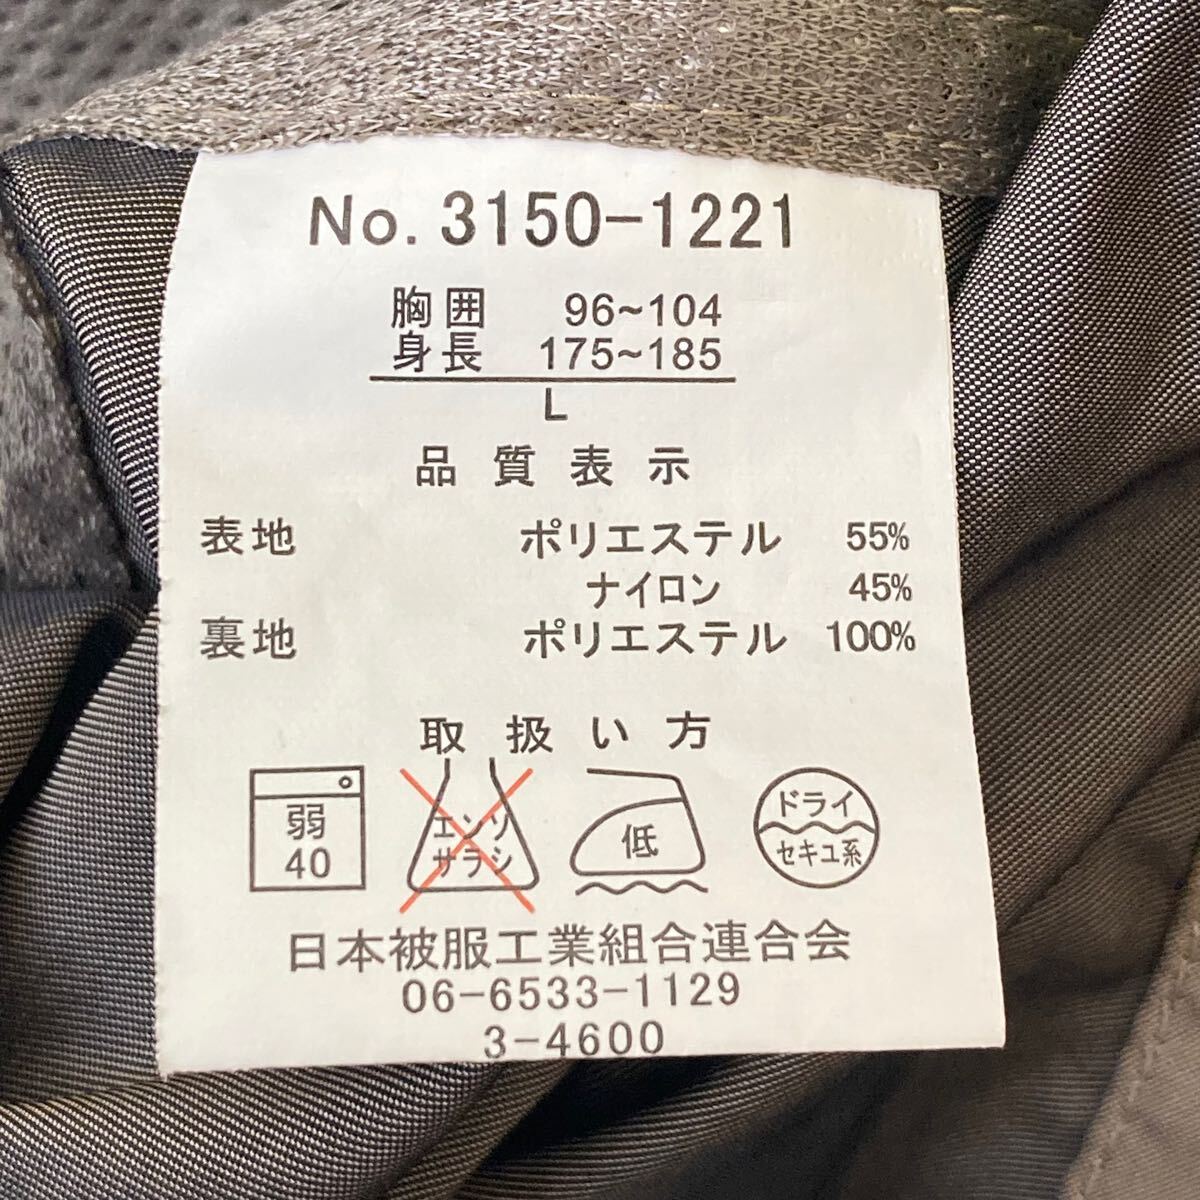 No. 3150-1221
胸囲 96~104
身長 175~185
L
品質表示
表地 ポリエステル 55%
ナイロン 45%
裏地 ポリエステル 100%
取扱い方
弱
40
エンソ
サラシ
低
ドライ
セキユ系
日本被服工業組合連合会
06-6533-1129
3-4600